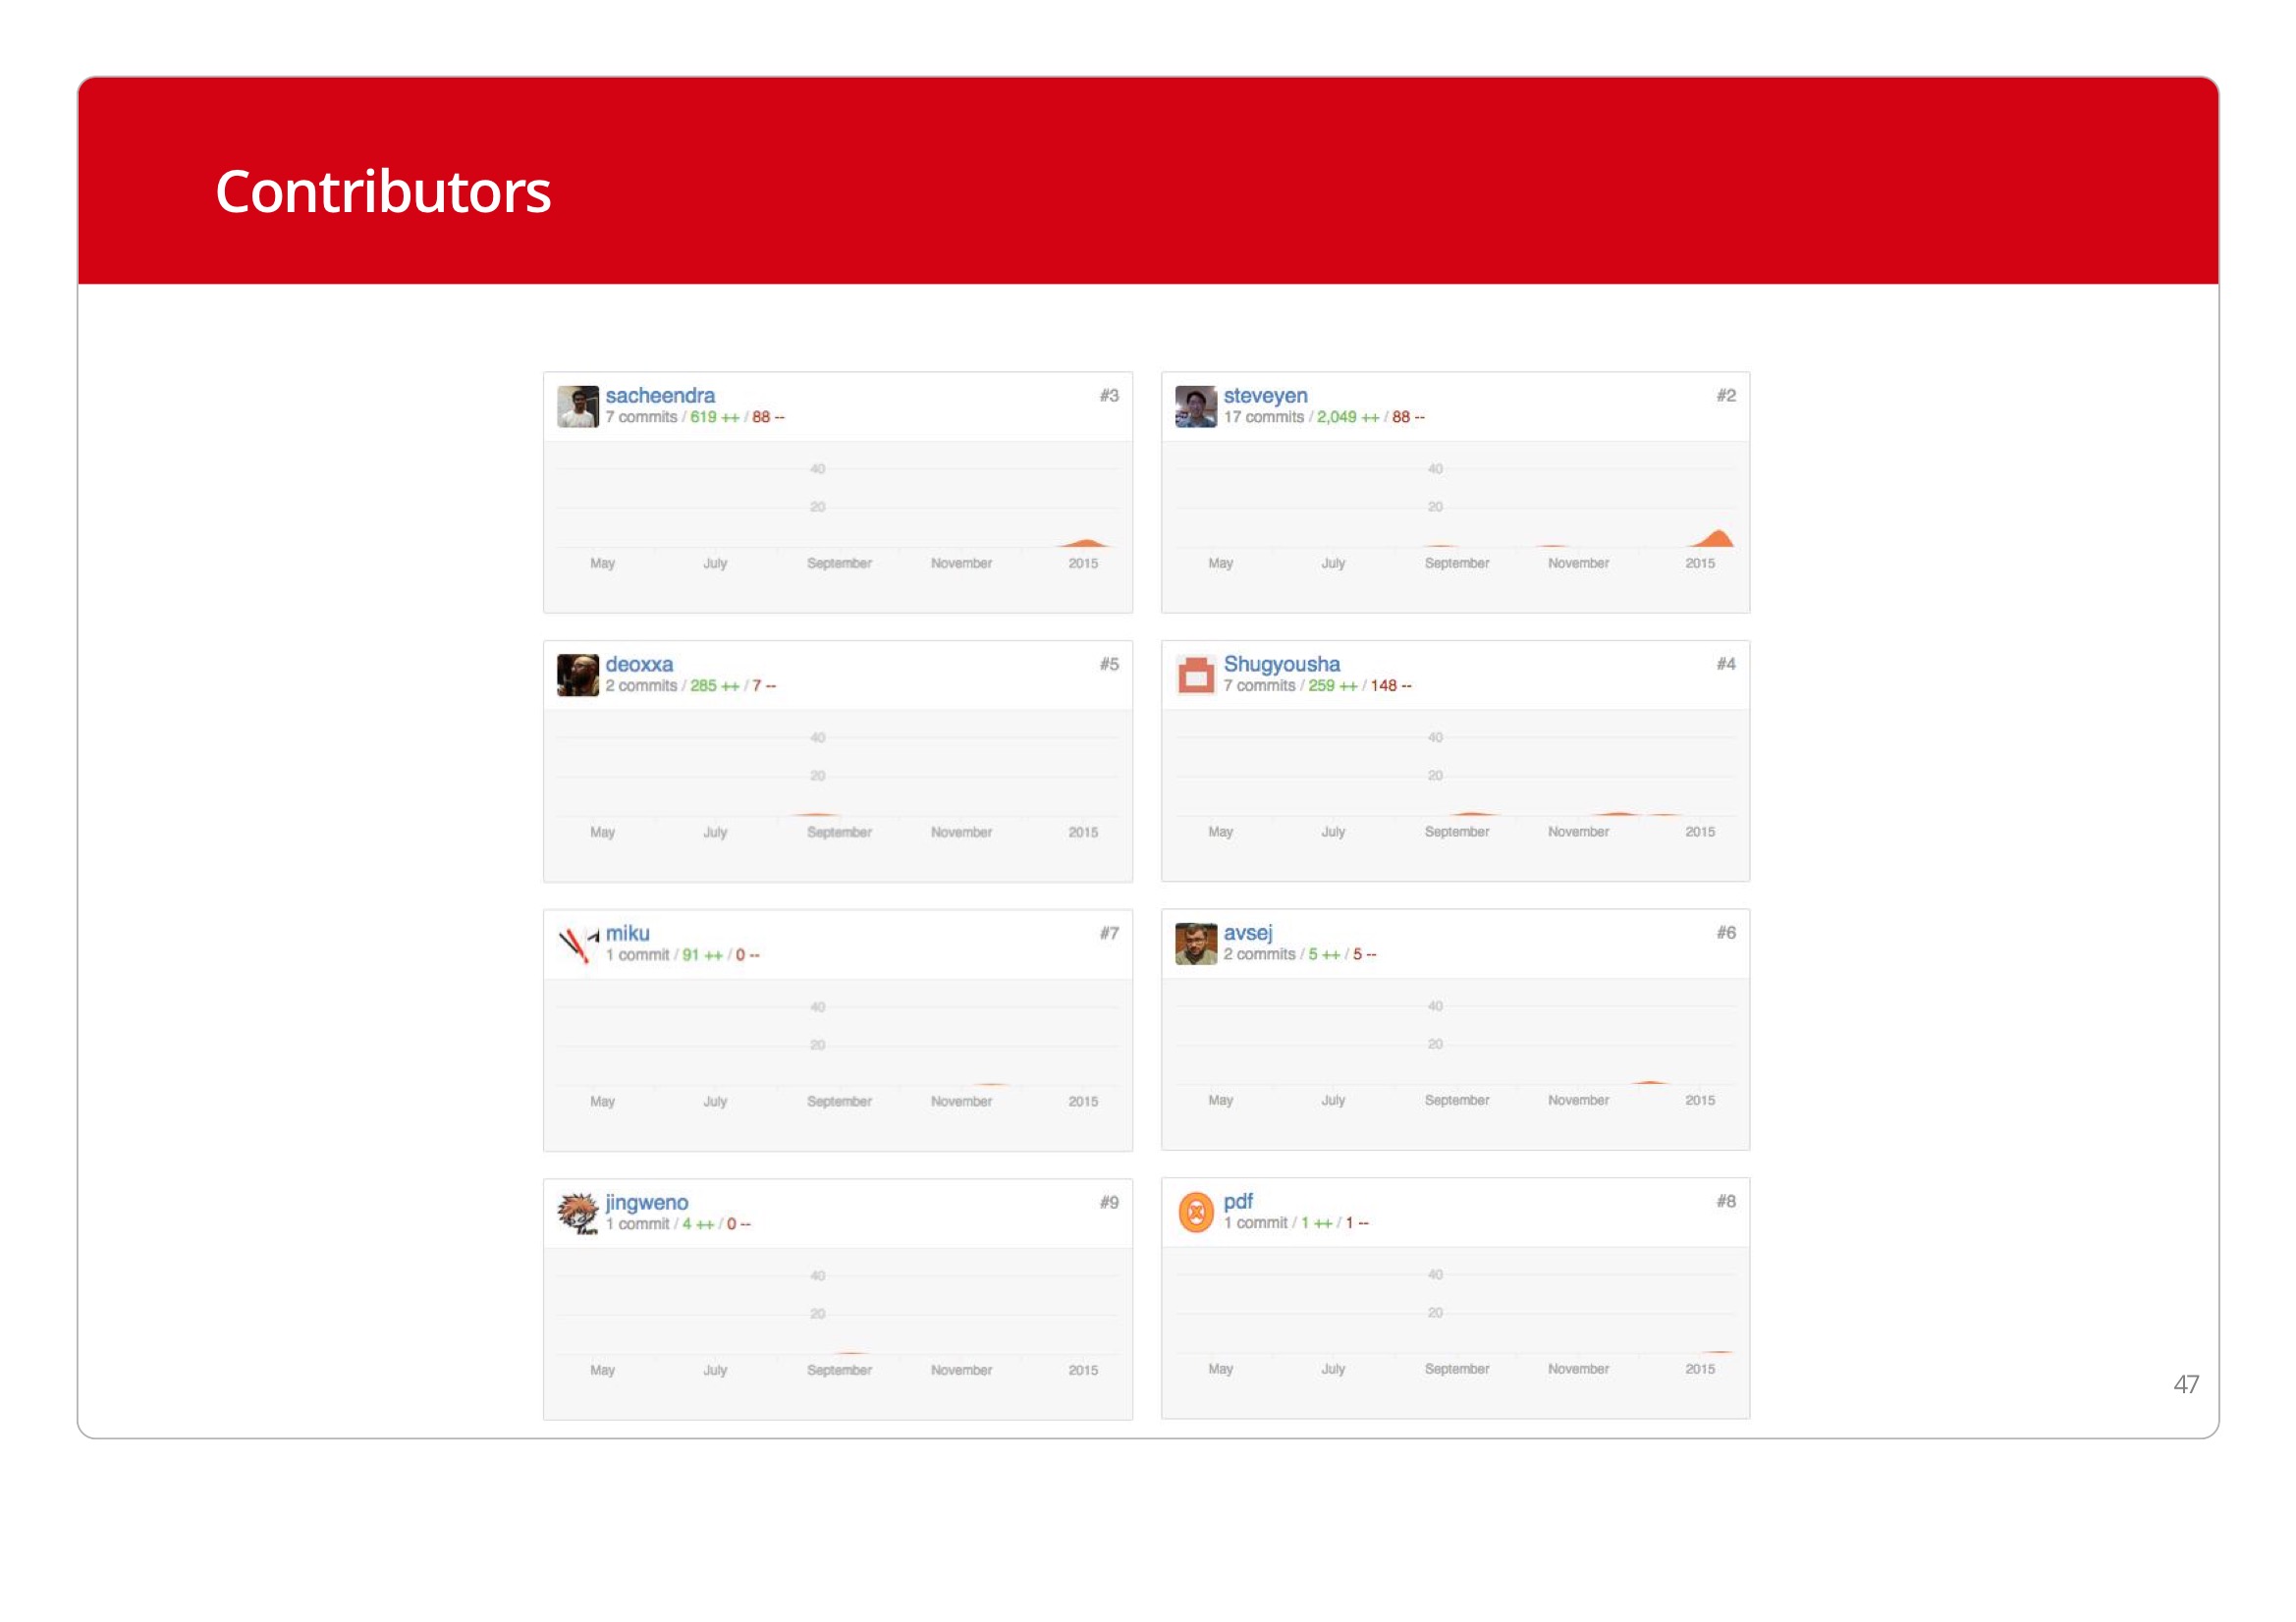 Contributors
sacheendra #3
7 commits / 619 ++ / 88 --
40
20
May July September November 2015
steveyen #2
17 commits / 2,049 ++ / 88 --
40
20
May July September November 2015
deoxxa #5
2 commits / 285 ++ / 7 --
40
20
May July September November 2015
Shugyousha #4
7 commits / 259 ++ / 148 --
40
20
May July September November 2015
miku #7
1 commit / 91 ++ / 0 --
40
20
May July September November 2015
avsej #6
2 commits / 5 ++ / 5 --
40
20
May July September November 2015
jingweno #9
1 commit / 4 ++ / 0 --
40
20
May July September November 2015
pdf #8
1 commit / 1 ++ / 1 --
40
20
May July September November 2015
47